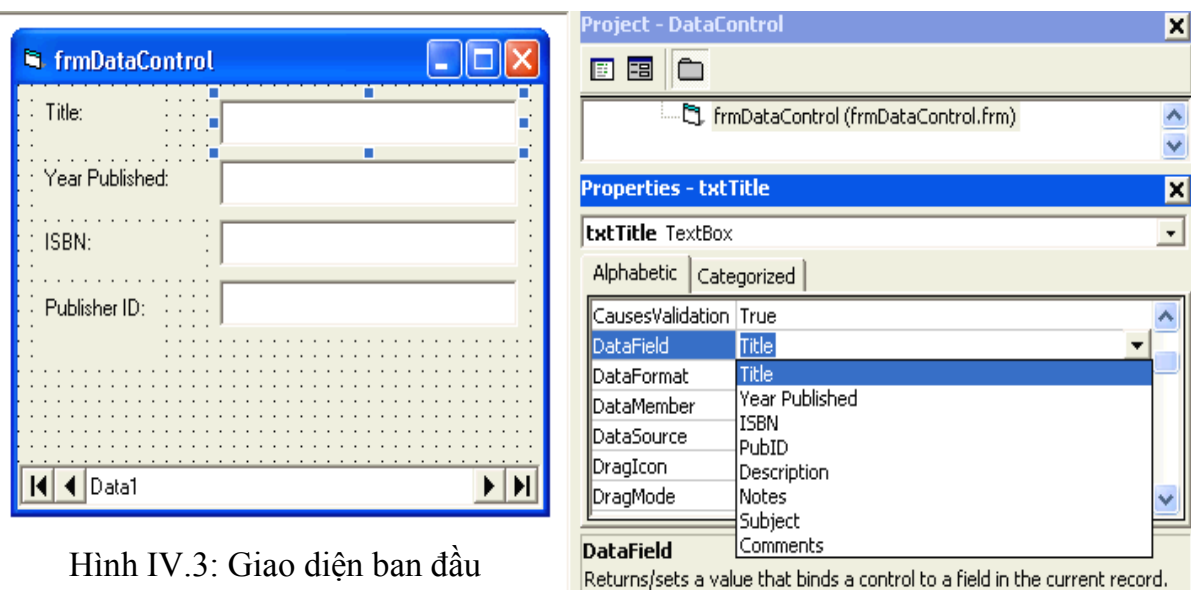 frmDataControl
Title:
Year Published:
ISBN:
Publisher ID:
Data1
Hình IV.3: Giao diện ban đầu
Project - DataControl
frmDataControl (frmDataControl.frm)
Properties - txtTitle
txtTitle TextBox
Alphabetic Categorized
CausesValidation True
DataField Title
DataFormat
DataMember
DataSource
DragIcon
DragMode
Title
Year Published
ISBN
PubID
Description
Notes
Subject
Comments
DataField
Returns/sets a value that binds a control to a field in the current record.